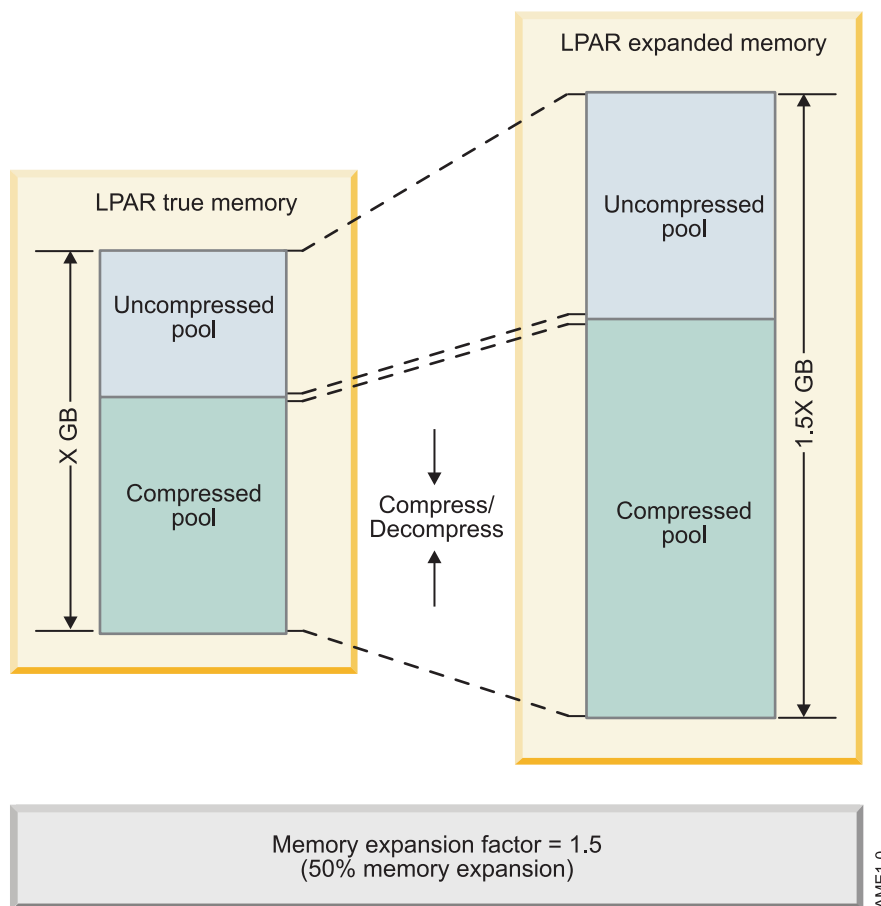 LPAR true memory
Uncompressed
pool
Compressed
pool
X GB
Compress/
Decompress
LPAR expanded memory
Uncompressed
pool
Compressed
pool
1.5X GB
Memory expansion factor = 1.5
(50% memory expansion)